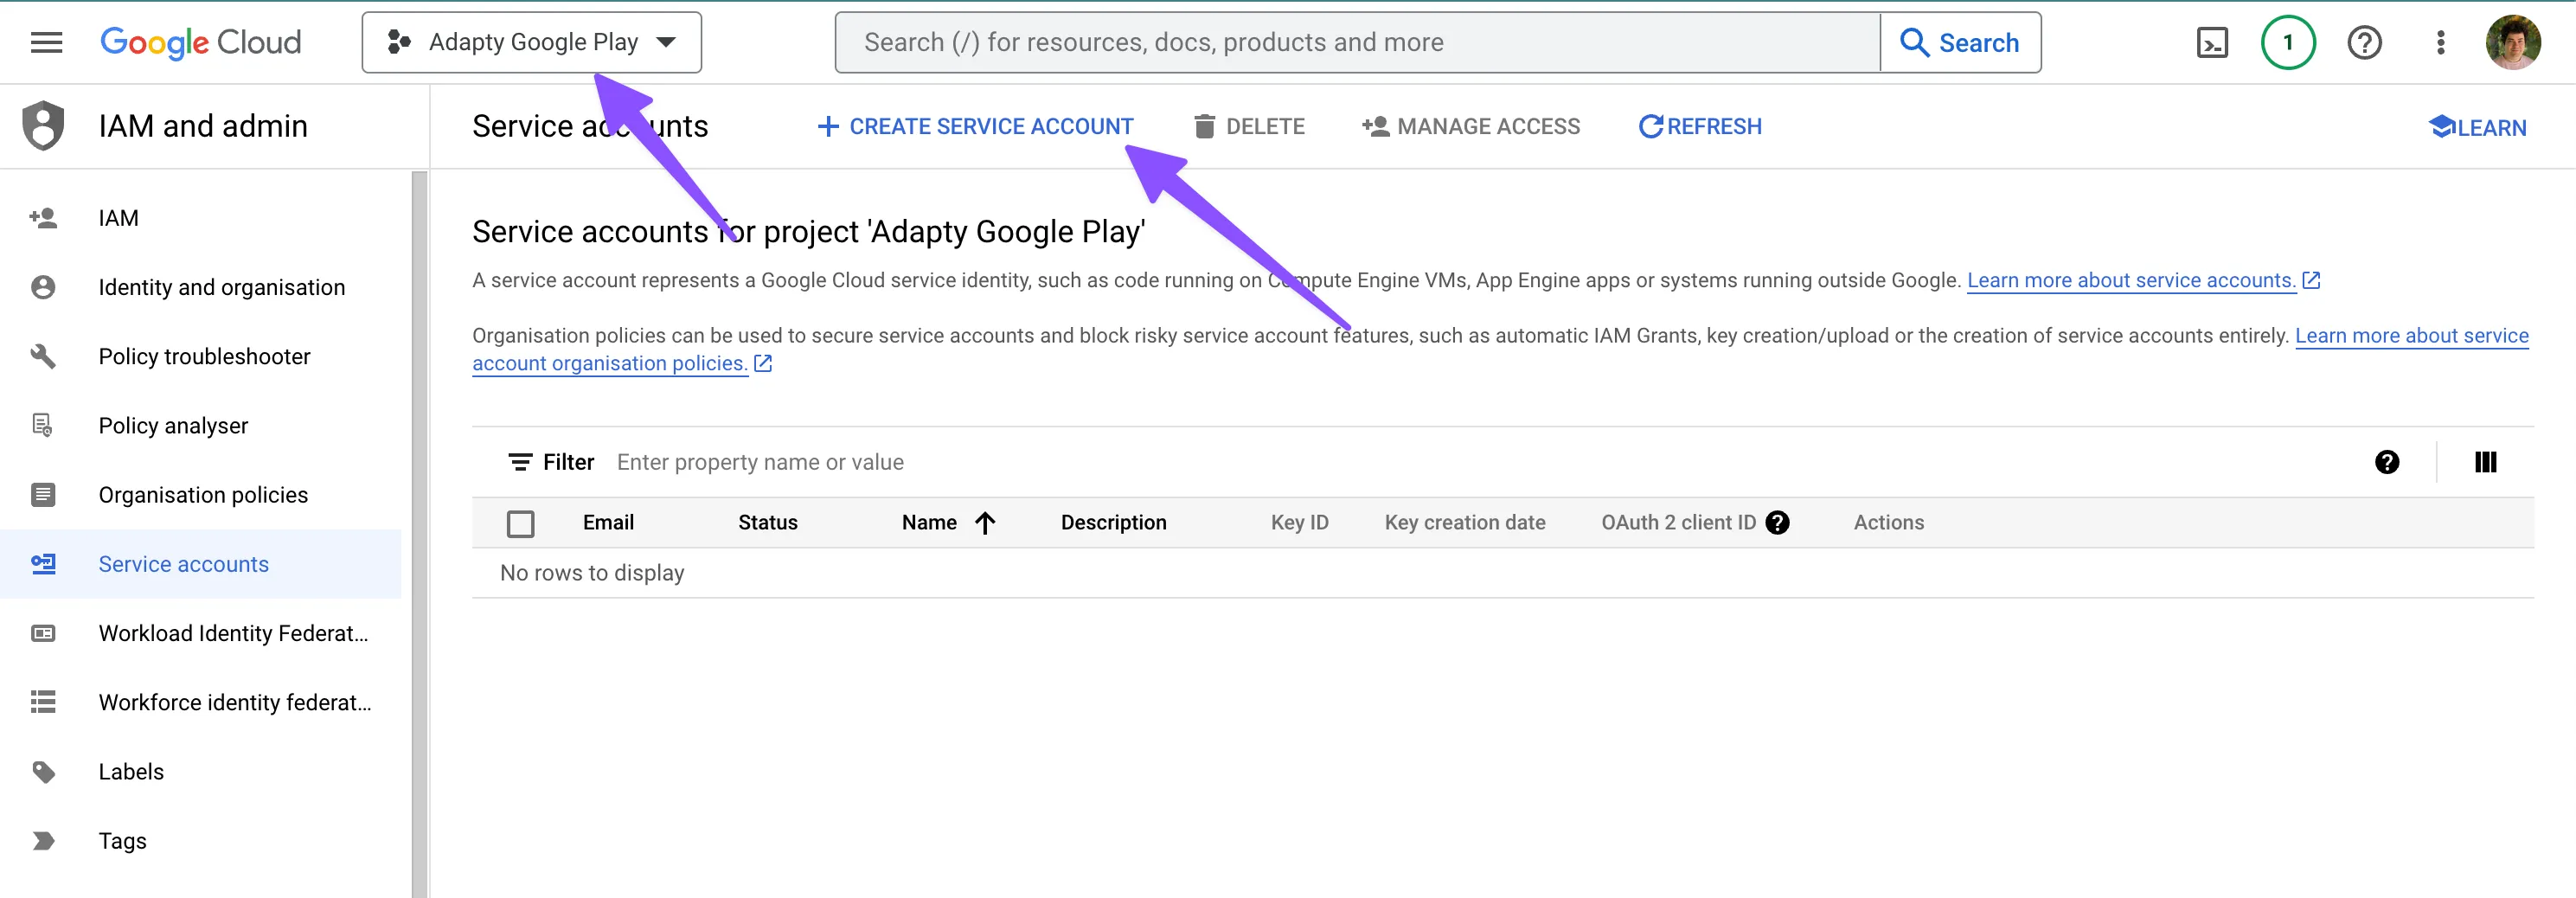 Google Cloud
Adapty Google Play
Search (/) for resources, docs, products and more
Search
1
IAM and admin
Service accounts
CREATE SERVICE ACCOUNT
DELETE
MANAGE ACCESS
REFRESH
LEARN
IAM
Identity and organisation
Policy troubleshooter
Policy analyser
Organisation policies
Service accounts
Workload Identity Federat...
Workforce identity federat...
Labels
Tags
Service accounts for project 'Adapty Google Play'
A service account represents a Google Cloud service identity, such as code running on Compute Engine VMs, App Engine apps or systems running outside Google. Learn more about service accounts.
Organisation policies can be used to secure service accounts and block risky service account features, such as automatic IAM Grants, key creation/upload or the creation of service accounts entirely. Learn more about service
account organisation policies.
Filter Enter property name or value
Email Status Name Description Key ID Key creation date OAuth 2 client ID Actions
No rows to display